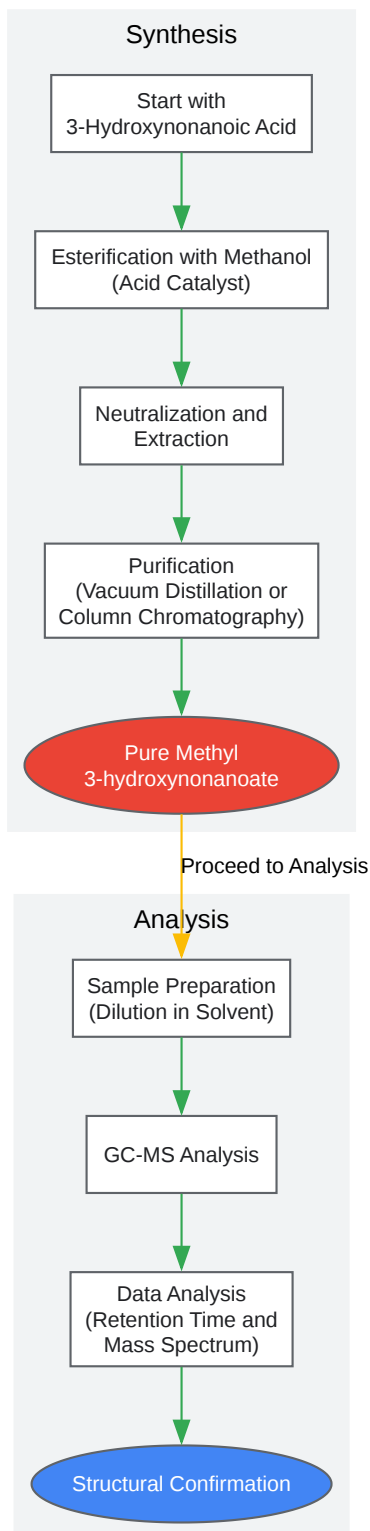 Synthesis
Start with
3-Hydroxynonanoic Acid
Esterification with Methanol
(Acid Catalyst)
Neutralization and
Extraction
Purification
(Vacuum Distillation or
Column Chromatography)
Pure Methyl
3-hydroxynonanoate
Proceed to Analysis
Analysis
Sample Preparation
(Dilution in Solvent)
GC-MS Analysis
Data Analysis
(Retention Time and
Mass Spectrum)
Structural Confirmation